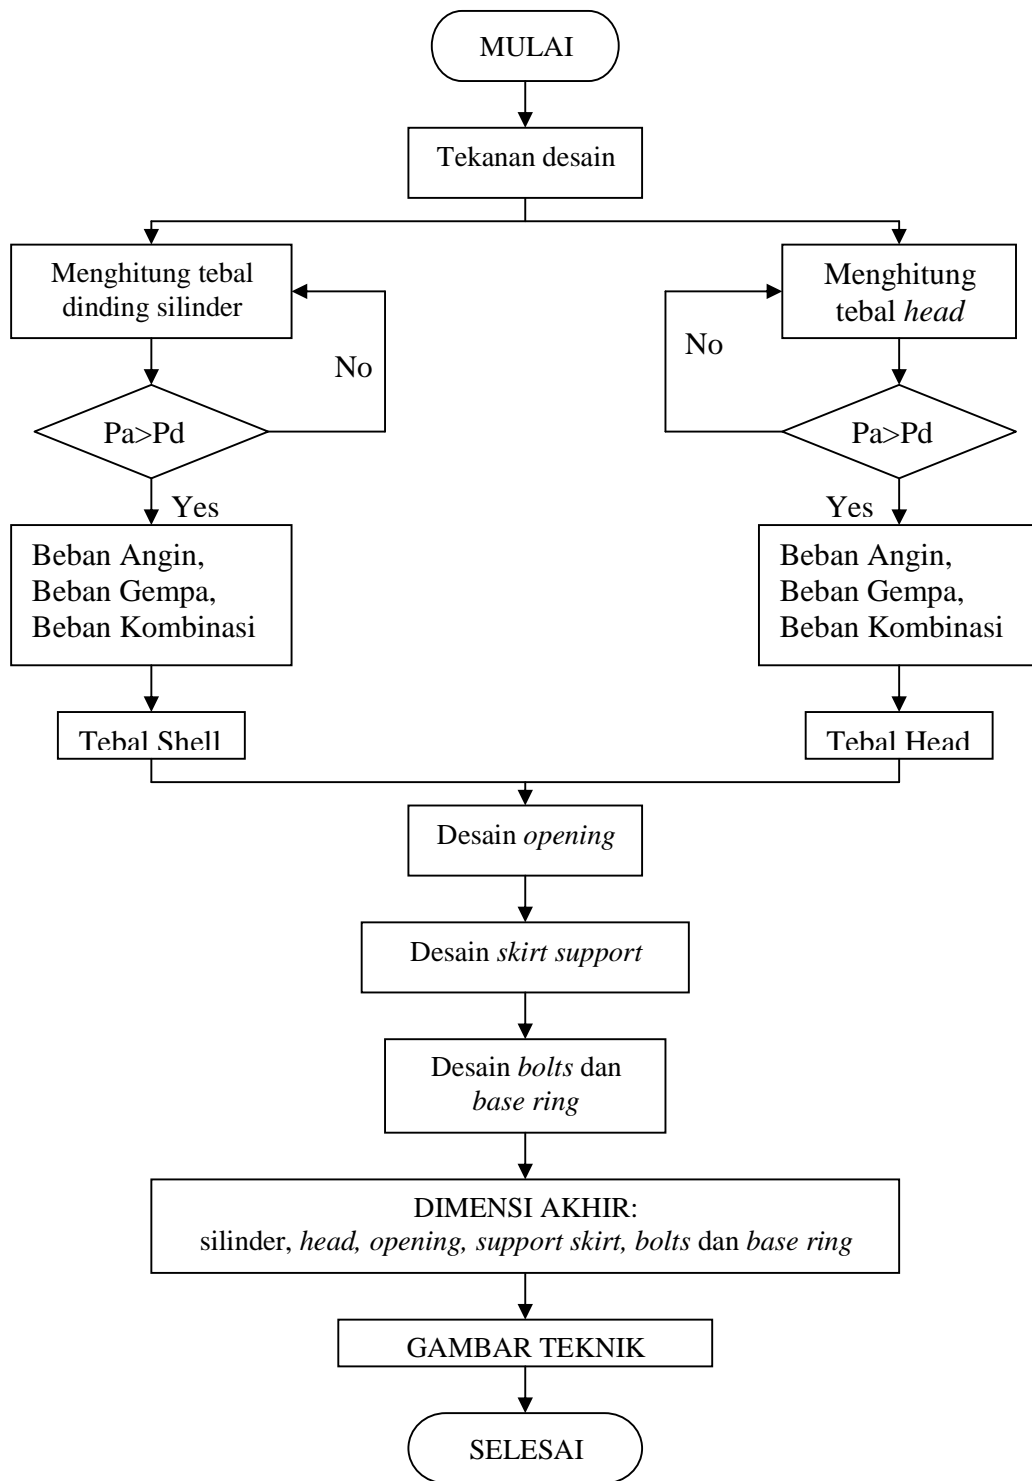 MULAI
Tekanan desain
Menghitung tebal
dinding silinder
Menghitung
tebal head
No
No
Pa>Pd
Pa>Pd
Yes
Yes
Beban Angin,
Beban Gempa,
Beban Kombinasi
Beban Angin,
Beban Gempa,
Beban Kombinasi
Tebal Shell
Tebal Head
Desain opening
Desain skirt support
Desain bolts dan
base ring
DIMENSI AKHIR:
silinder, head, opening, support skirt, bolts dan base ring
GAMBAR TEKNIK
SELESAI